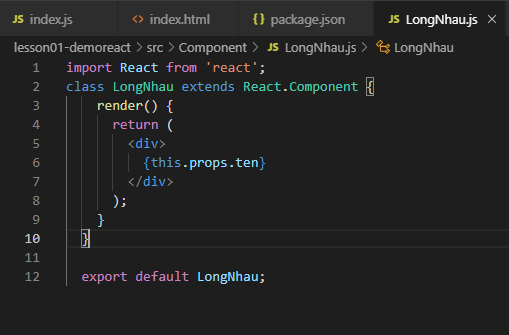 index.js index.html package.json LongNhau.js
lesson01-demoreact > src > Component > JS LongNhau.js > LongNhau
1 import React from 'react';
2 class LongNhau extends React.Component {
3 render() {
4 return (
5 <div>
6 {this.props.ten}
7 </div>
8 );
9 }
10 }
11
12 export default LongNhau;